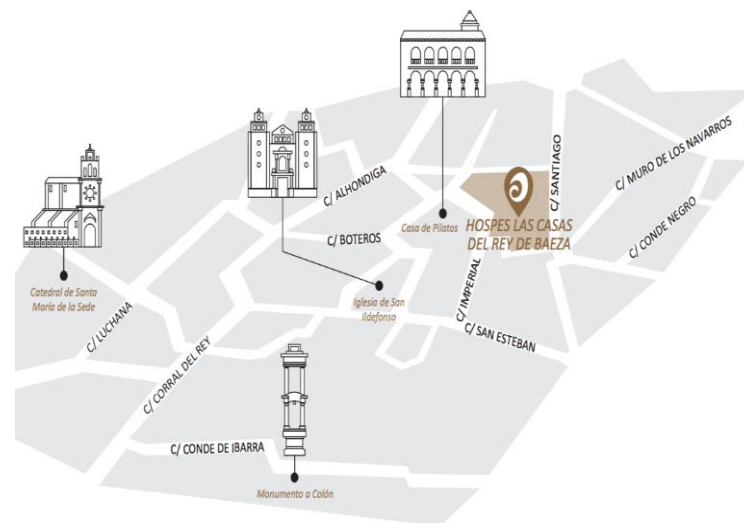 C/ SANTIAGO
C/ MURO DE LOS NAVARROS
C/ ALHONDIGA
C/ CONDE NEGRO
C/ BOTEROS
Casa de Pilatos
HOSPES LAS CASAS
DEL REY DE BAEZA
Catedral de Santa
María de la Sede
Iglesia de San
Ildefonso
C/ IMPERIAL
C/ LUCHANA
C/ SAN ESTEBAN
C/ CORRAL DEL REY
C/ CONDE DE IBARRA
Monumento a Colón